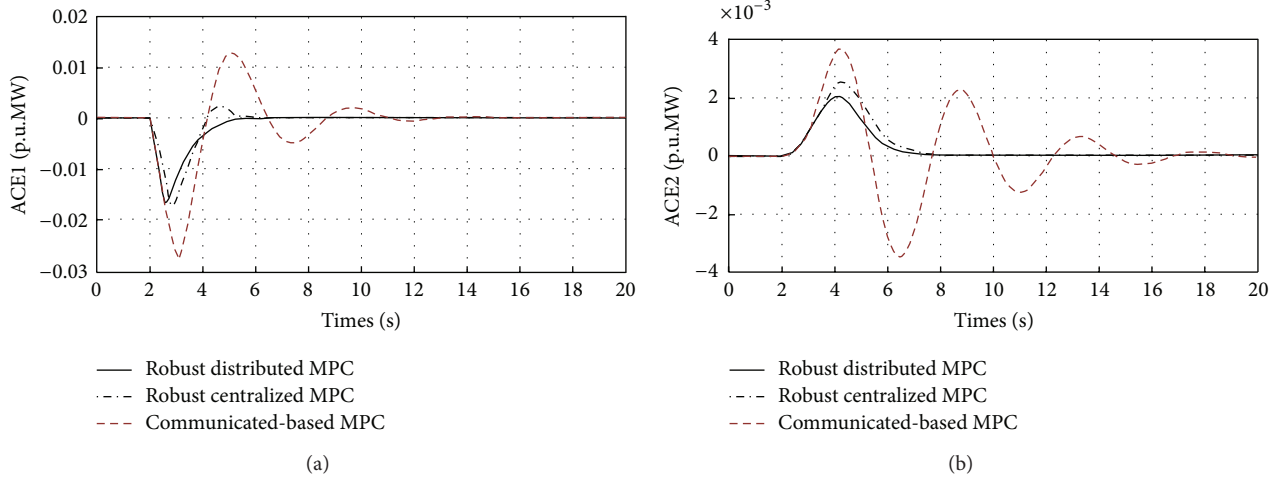 0.02
0.01
0
−0.01
−0.02
−0.03
ACE1 (p.u.MW)
0 2 4 6 8 10 12 14 16 18 20
Times (s)
Robust distributed MPC
Robust centralized MPC
Communicated-based MPC
(a)
×10−3
4
2
0
−2
−4
ACE2 (p.u.MW)
0 2 4 6 8 10 12 14 16 18 20
Times (s)
Robust distributed MPC
Robust centralized MPC
Communicated-based MPC
(b)